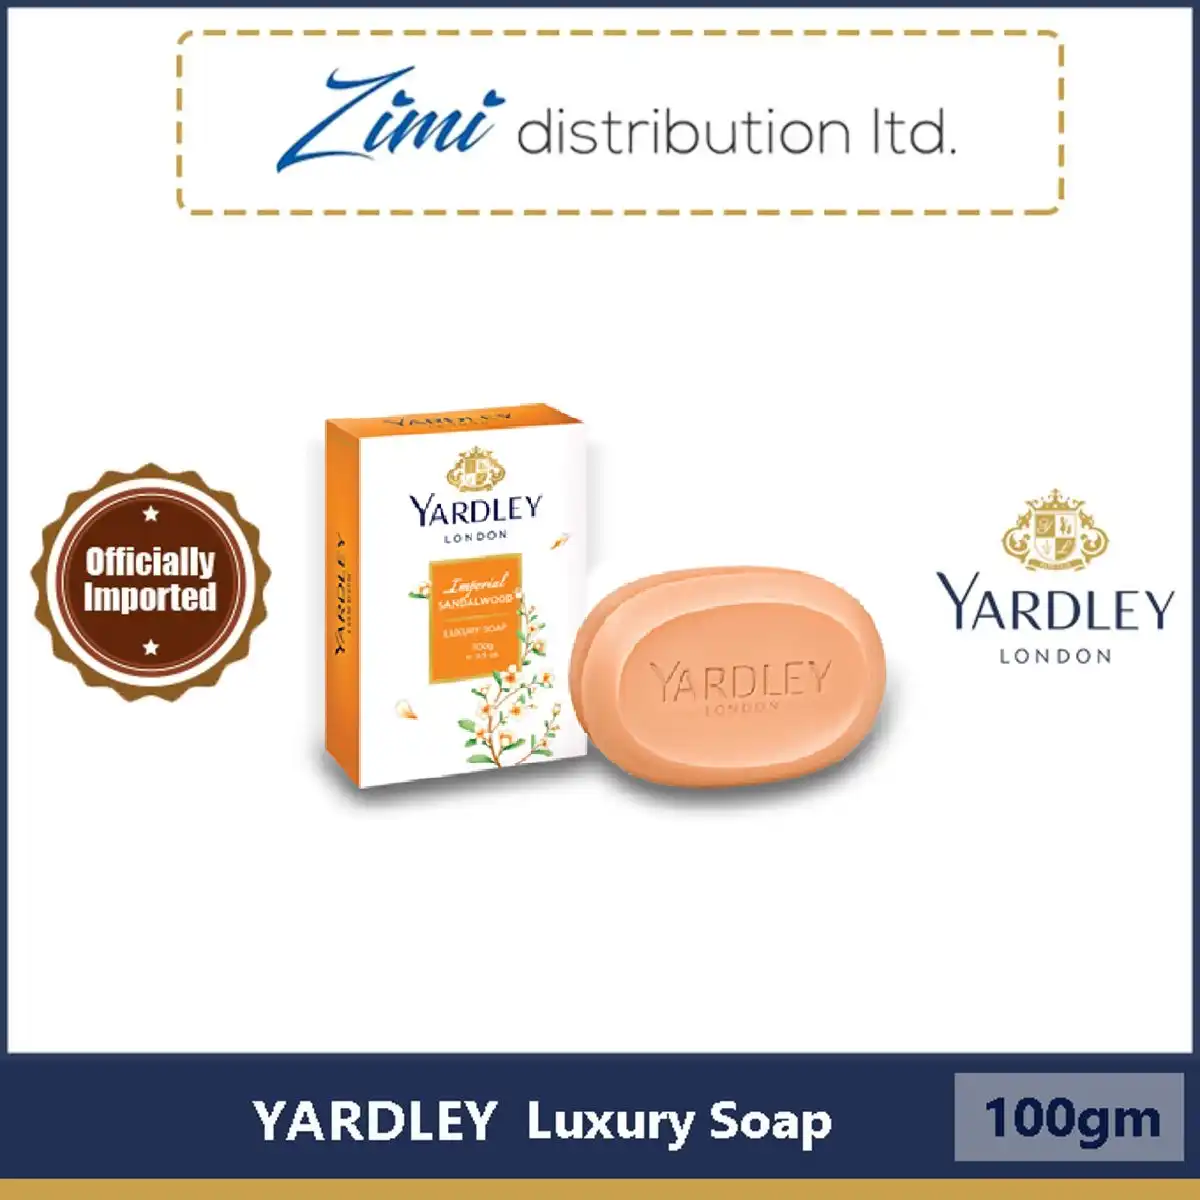 Zimi distribution ltd.
YARDLEY
YARDLEY
LONDON
Imperial
SANDALWOOD
LUXURY SOAP
100g
YARDLEY
Officially
Imported
YARDLEY
LONDON
YARDLEY
LONDON
YARDLEY Luxury Soap
100gm